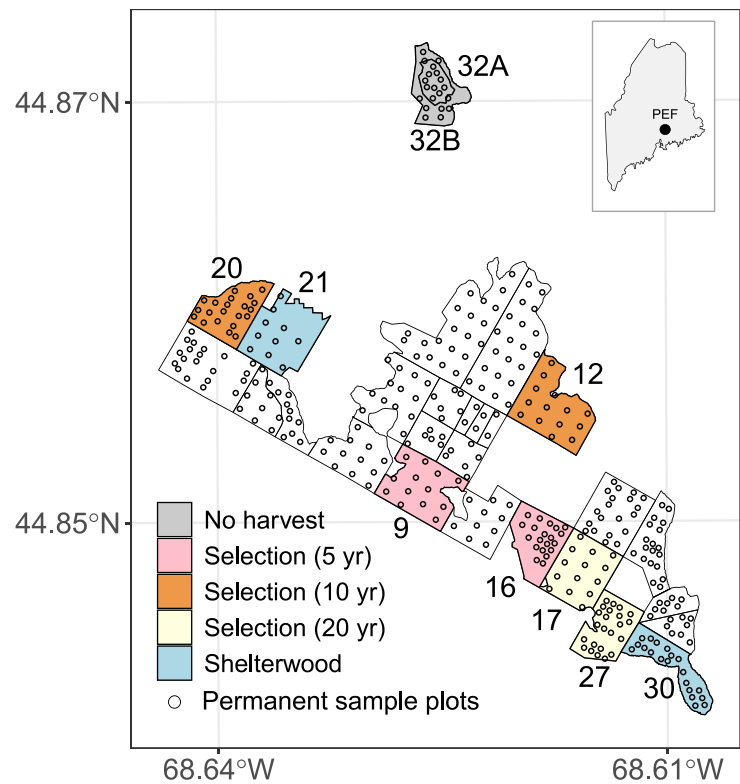 32A
44.87°N
PEF
32B
20
21
12
No harvest
44.85°N
9
Selection (5 yr)
Selection (10 yr)
16
17
Selection (20 yr)
Shelterwood
27
30
Permanent sample plots
68.64°W
68.61°W